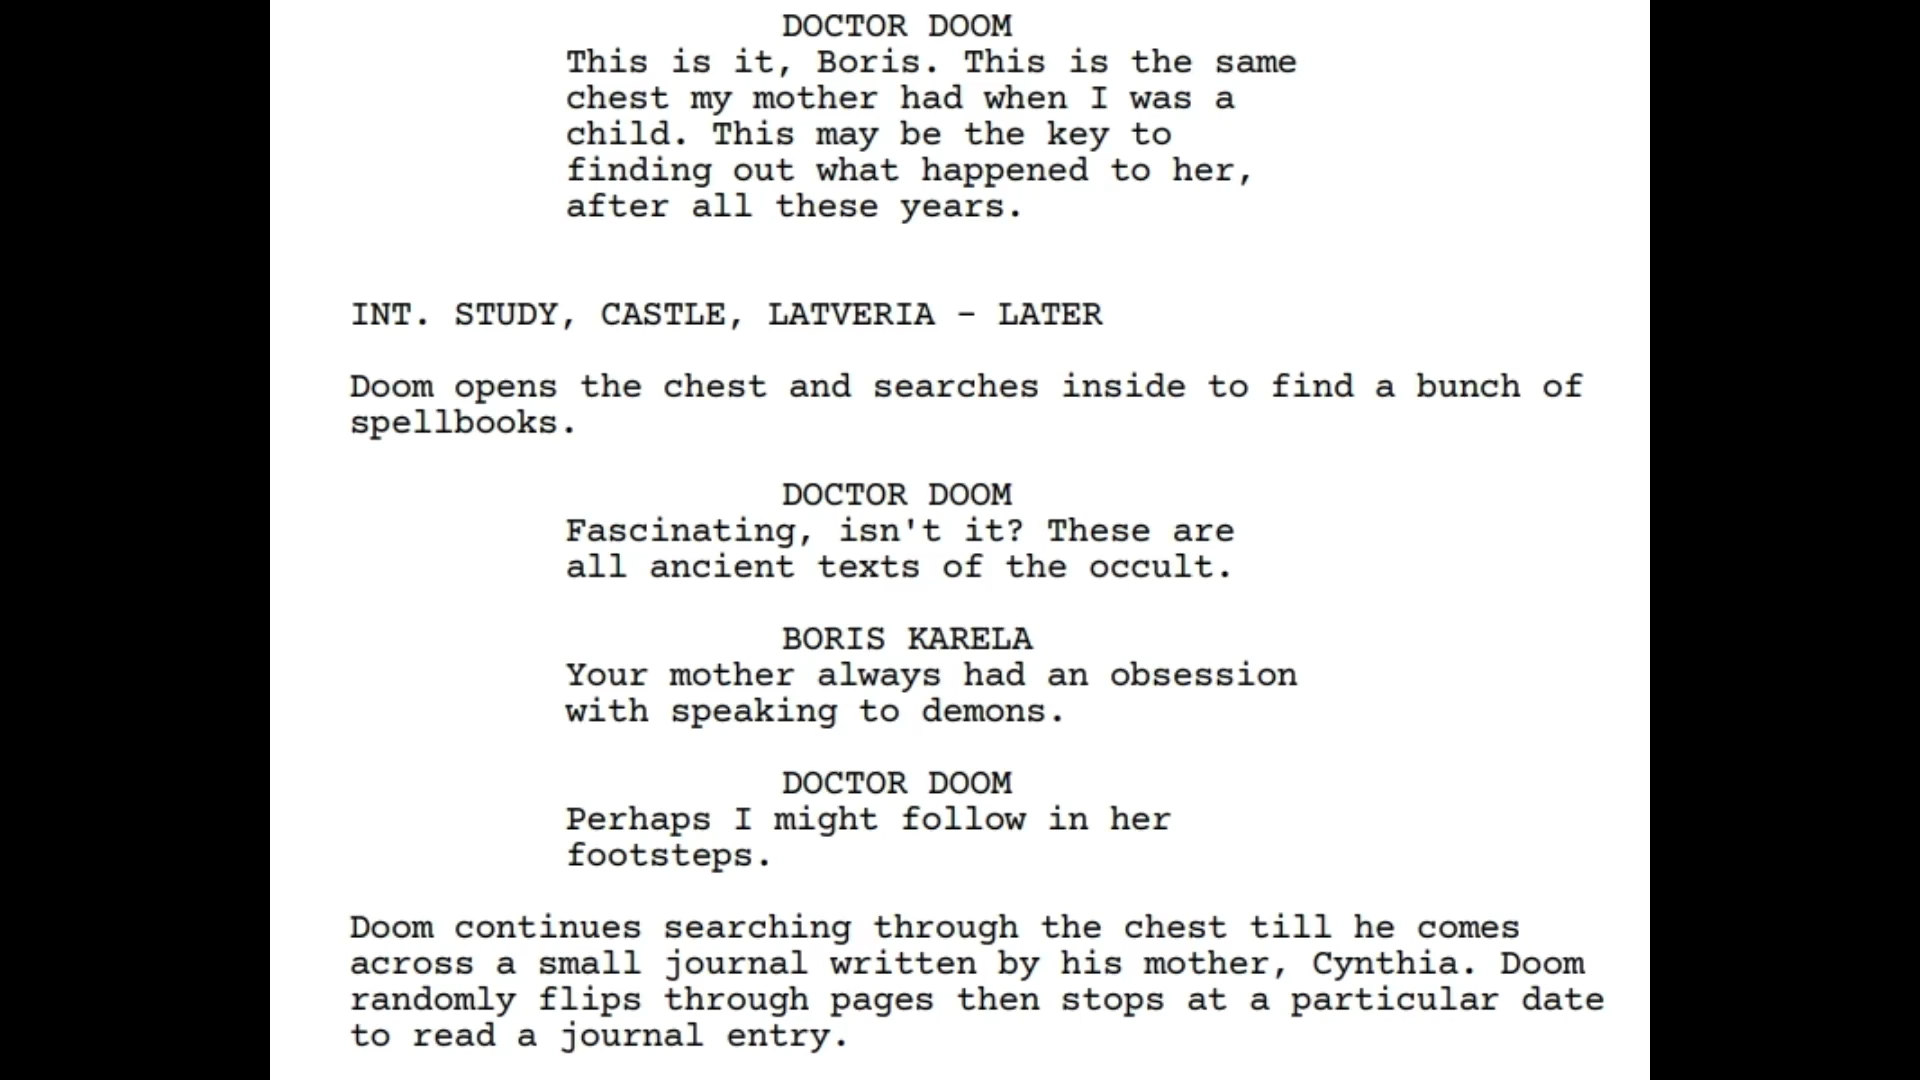 DOCTOR DOOM
This is it, Boris. This is the same
chest my mother had when I was a
child. This may be the key to
finding out what happened to her,
after all these years.
INT. STUDY, CASTLE, LATVERIA - LATER
Doom opens the chest and searches inside to find a bunch of
spellbooks.
DOCTOR DOOM
Fascinating, isn't it? These are
all ancient texts of the occult.
BORIS KARELA
Your mother always had an obsession
with speaking to demons.
DOCTOR DOOM
Perhaps I might follow in her
footsteps.
Doom continues searching through the chest till he comes
across a small journal written by his mother, Cynthia. Doom
randomly flips through pages then stops at a particular date
to read a journal entry.